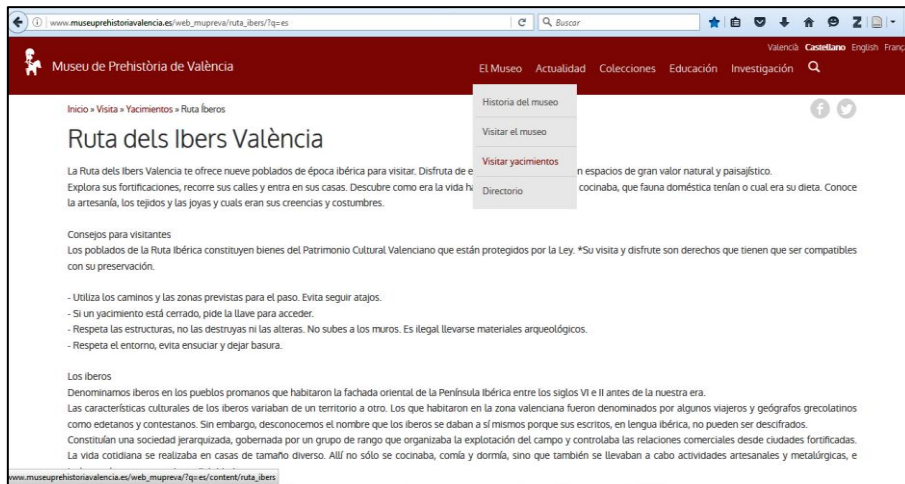 www.museuprehistoriavalencia.es/web_mupreva/ruta_ibers/?q=es
Buscar
Valencià Castellano English França
Museu de Prehistòria de València
El Museo Actualidad Colecciones Educación Investigación
Historia del museo
Visitar el museo
Visitar yacimientos
Directorio
Inicio » Visita » Yacimientos » Ruta Íberos
Ruta dels Ibers València
La Ruta dels Ibers Valencia te ofrece nueve poblados de época ibérica para visitar. Disfruta de e n espacios de gran valor natural y paisajístico.
Explora sus fortificaciones, recorre sus calles y entra en sus casas. Descubre como era la vida ha cocinaba, que fauna doméstica tenían o cual era su dieta. Conoce
la artesanía, los tejidos y las joyas y cuals eran sus creencias y costumbres.
Consejos para visitantes
Los poblados de la Ruta Ibérica constituyen bienes del Patrimonio Cultural Valenciano que están protegidos por la Ley. *Su visita y disfrute son derechos que tienen que ser compatibles
con su preservación.
- Utiliza los caminos y las zonas previstas para el paso. Evita seguir atajos.
- Si un yacimiento está cerrado, pide la llave para acceder.
- Respeta las estructuras, no las destruyas ni las alteras. No subes a los muros. Es ilegal llevarse materiales arqueológicos.
- Respeta el entorno, evita ensuciar y dejar basura.
Los iberos
Denominamos iberos en los pueblos promanos que habitaron la fachada oriental de la Península Ibérica entre los siglos VI e II antes de la nuestra era.
Las características culturales de los iberos variaban de un territorio a otro. Los que habitaron en la zona valenciana fueron denominados por algunos viajeros y geógrafos grecolatinos
como edetanos y contestanos. Sin embargo, desconocemos el nombre que los iberos se daban a sí mismos porque sus escritos, en lengua ibérica, no pueden ser descifrados.
Constituían una sociedad jerarquizada, gobernada por un grupo de rango que organizaba la explotación del campo y controlaba las relaciones comerciales desde ciudades fortificadas.
La vida cotidiana se realizaba en casas de tamaño diverso. Allí no sólo se cocinaba, comía y dormía, sino que también se llevaban a cabo actividades artesanales y metalúrgicas, e
www.museuprehistoriavalencia.es/web_mupreva/?q=es/content/ruta_ibers